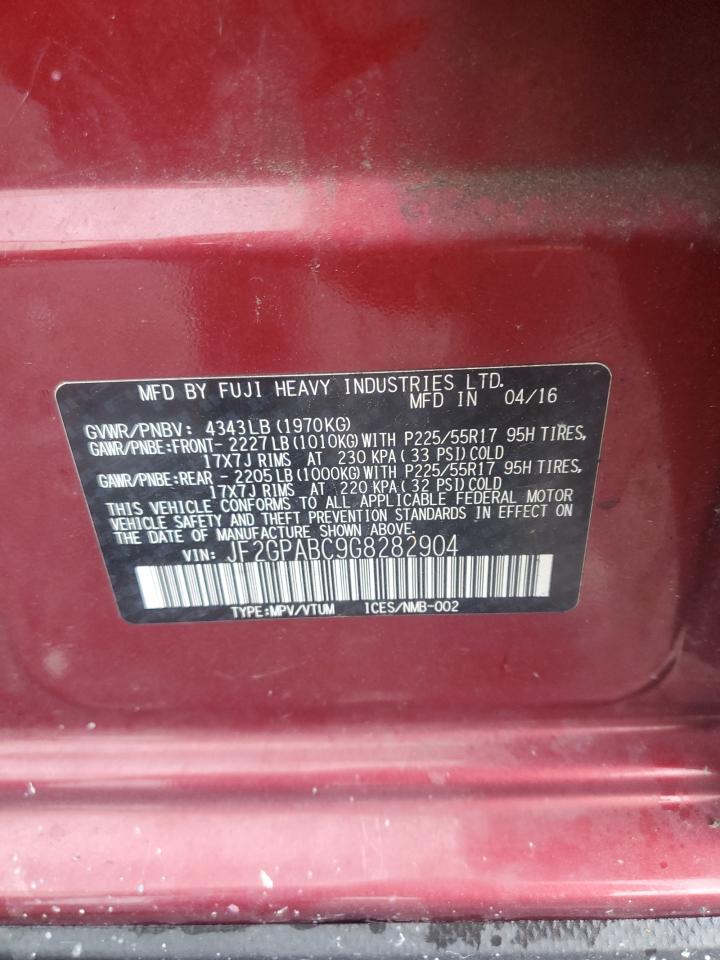 MFD BY FUJI HEAVY INDUSTRIES LTD.
MFD IN 04/16
GVWR/PNBV: 4343LB (1970KG)
GAWR/PNBE:FRONT- 2227LB (1010KG) WITH P225/55R17 95H TIRES,
17X7J RIMS AT 230 KPA ( 33 PSI) COLD
GAWR/PNBE:REAR - 2205LB (1000KG) WITH P225/55R17 95H TIRES,
17X7J RIMS AT 220 KPA ( 32 PSI) COLD
THIS VEHICLE CONFORMS TO ALL APPLICABLE FEDERAL MOTOR
VEHICLE SAFETY AND THEFT PREVENTION STANDARDS IN EFFECT ON
THE DATE OF MANUFACTURE SHOWN ABOVE.
VIN: JF2GPABC9G8282904
TYPE:MPV/VTUM ICES/NMB-002